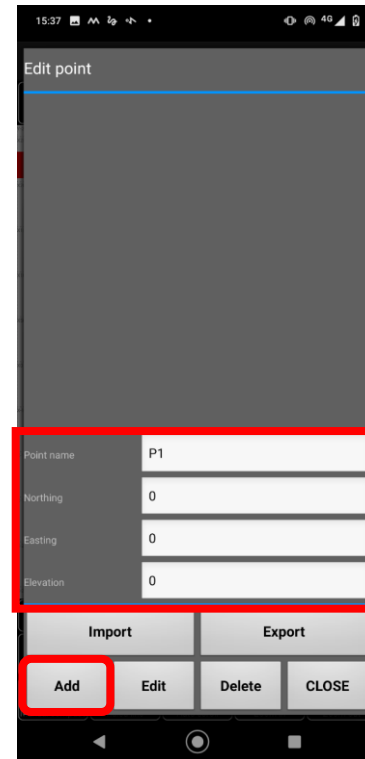 15:37 4G
Edit point
Point name P1
Northing 0
Easting 0
Elevation 0
Import Export
Add Edit Delete CLOSE